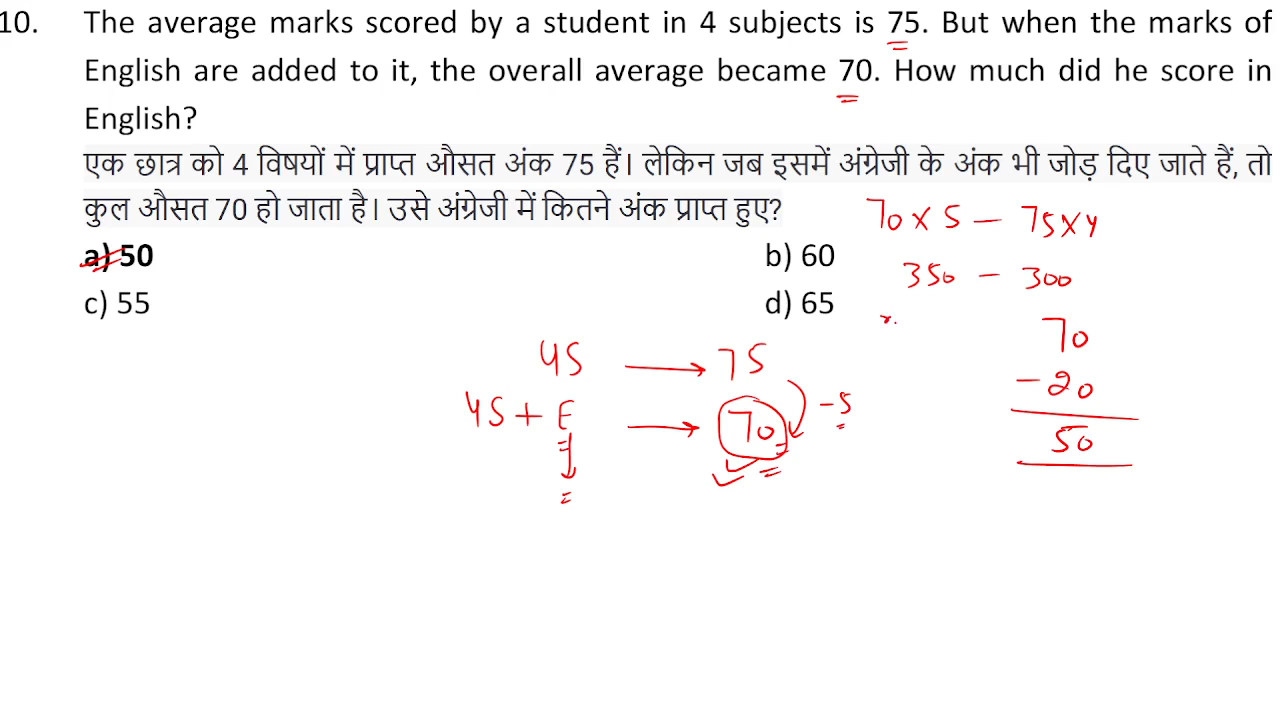 10. The average marks scored by a student in 4 subjects is 75. But when the marks of
English are added to it, the overall average became 70. How much did he score in
English?
एक छात्र को 4 विषयों में प्राप्त औसत अंक 75 हैं। लेकिन जब इसमें अंग्रेजी के अंक भी जोड़ दिए जाते हैं, तो
कुल औसत 70 हो जाता है। उसे अंग्रेजी में कितने अंक प्राप्त हुए?
70 × 5 — 75×4
a) 50 b) 60
350 — 300
c) 55 d) 65
70
4S → 75
− 20
4S + E → 70 −5
50